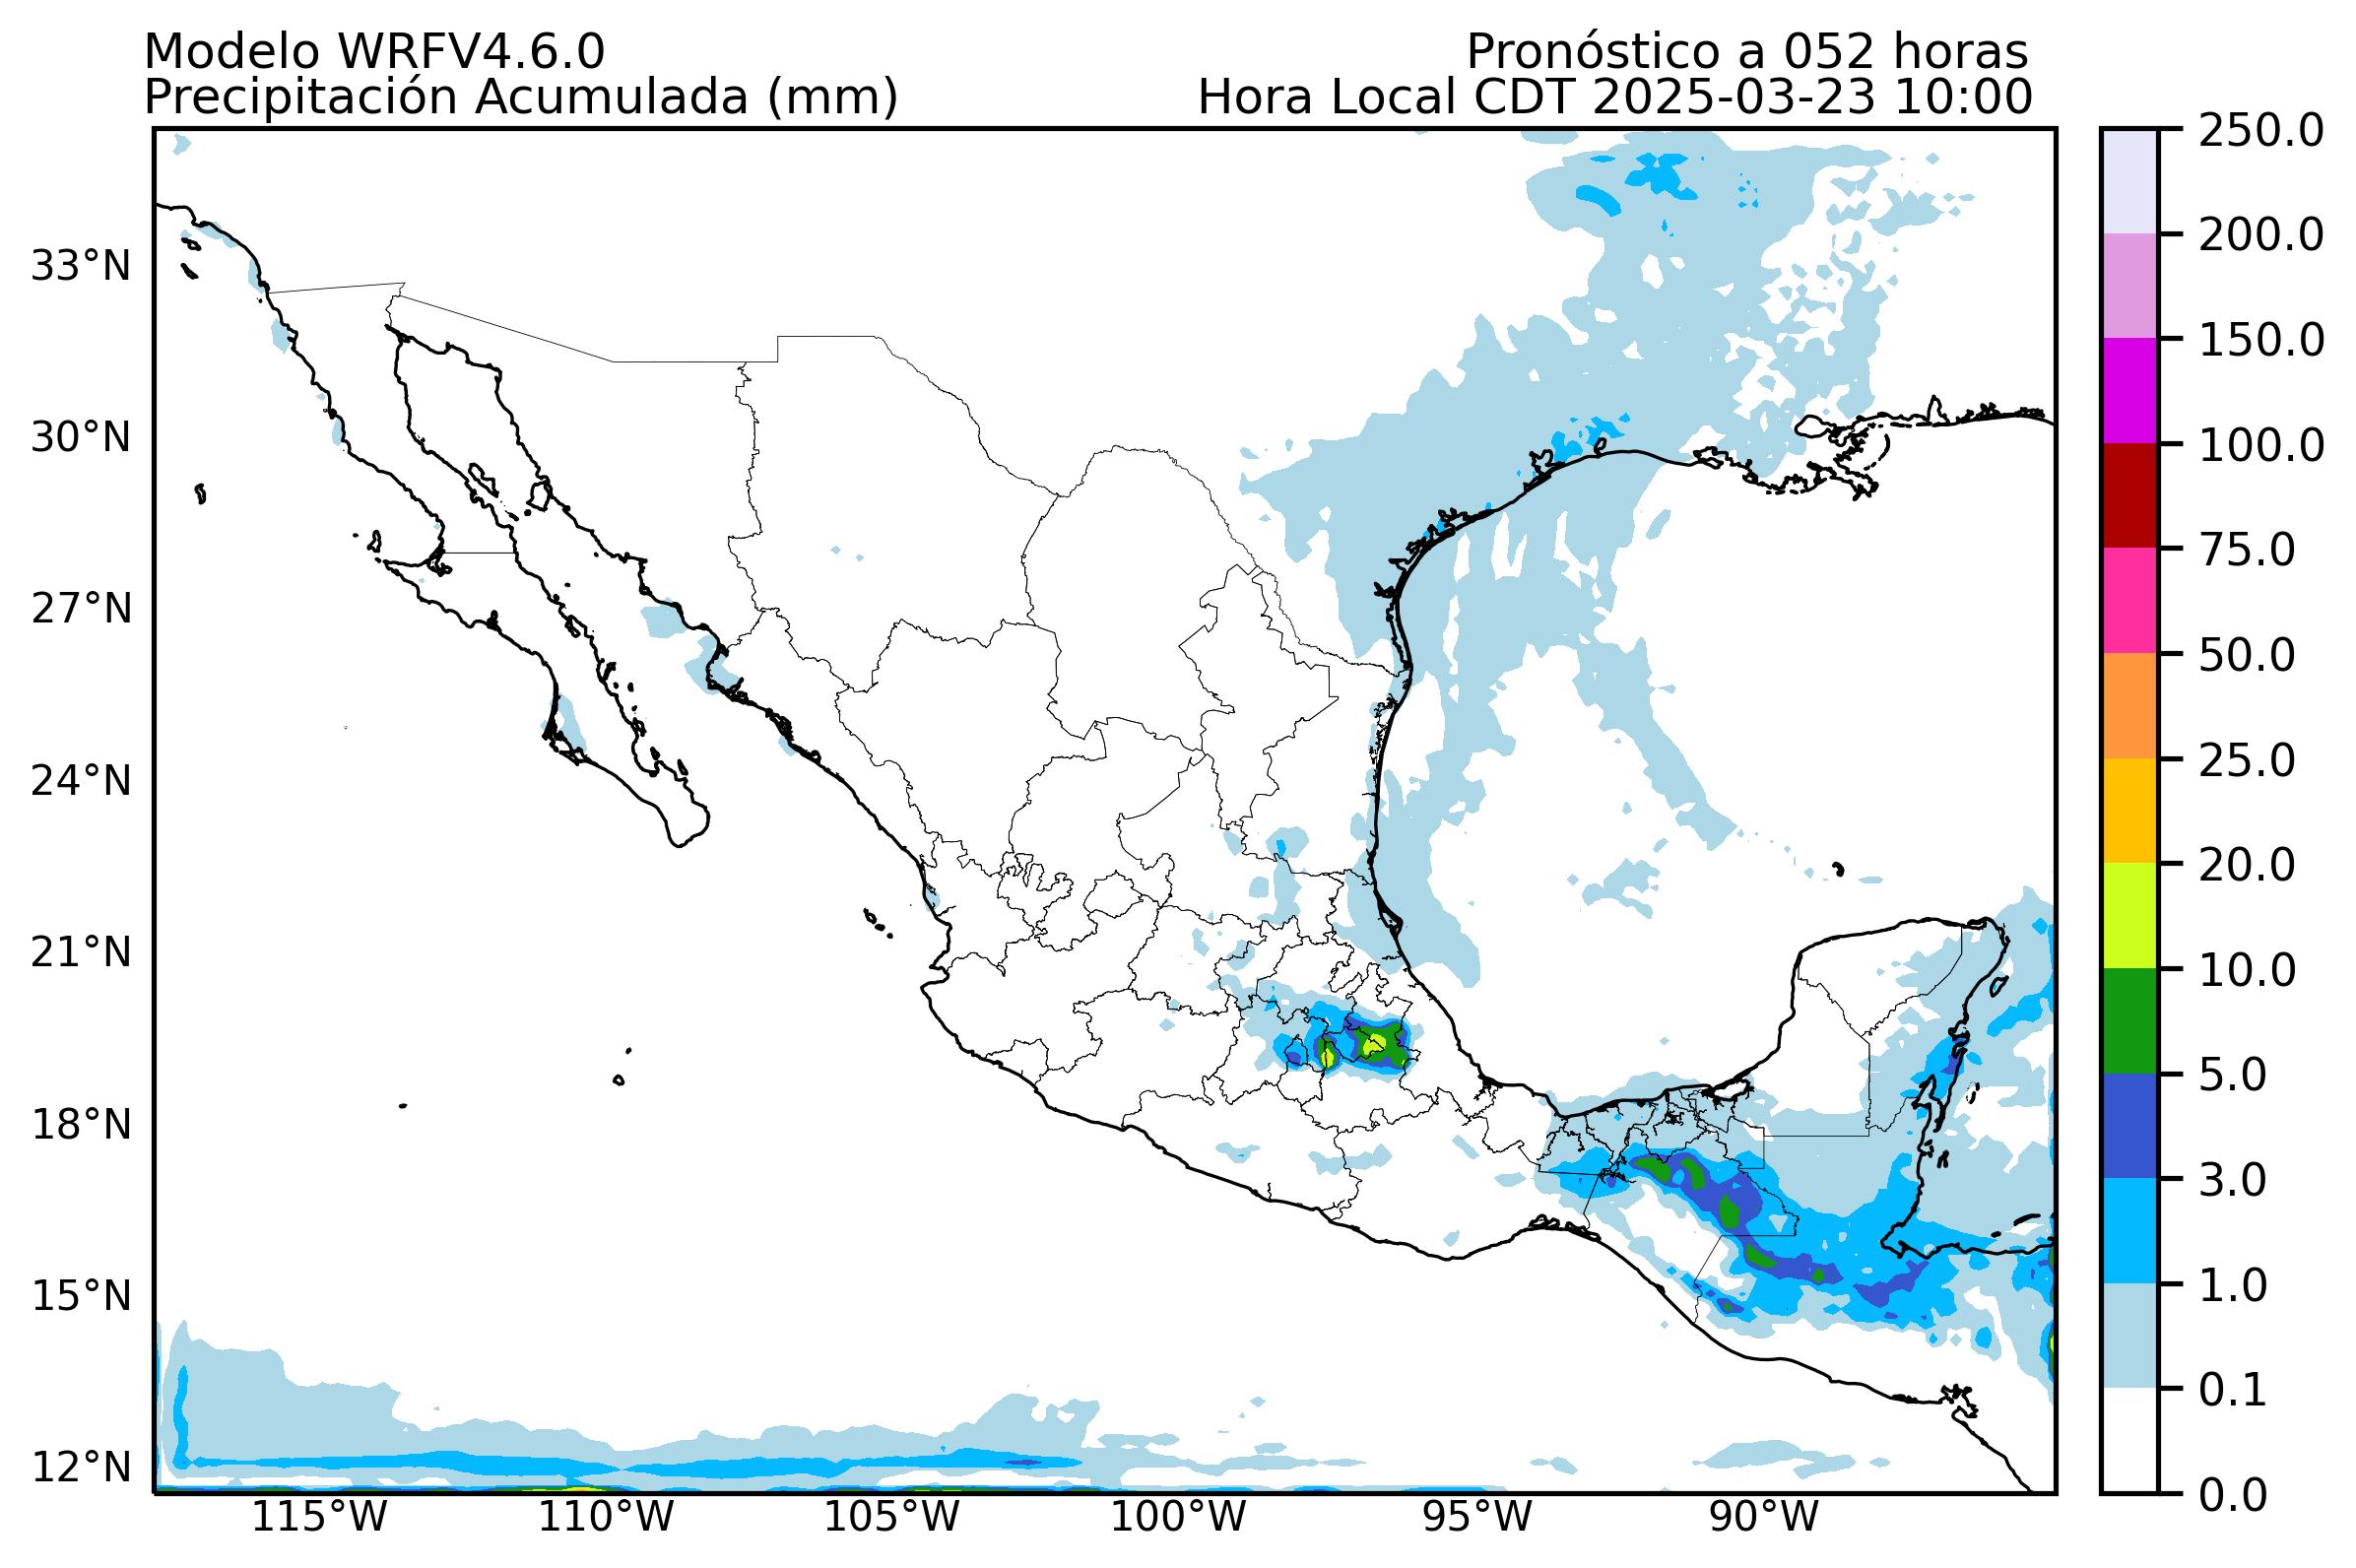 Modelo WRFV4.6.0
Pronóstico a 052 horas
Precipitación Acumulada (mm)
Hora Local CDT 2025-03-23 10:00
33°N
30°N
27°N
24°N
21°N
18°N
15°N
12°N
115°W
110°W
105°W
100°W
95°W
90°W
250.0
200.0
150.0
100.0
75.0
50.0
25.0
20.0
10.0
5.0
3.0
1.0
0.1
0.0